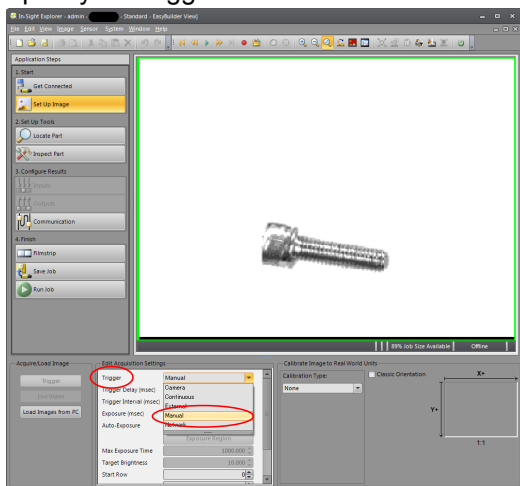 In-Sight Explorer - admin - - Standard - EasyBuilder View]
File Edit View Image Sensor System Window Help
Application Steps
1. Start
Get Connected
Set Up Image
2. Set Up Tools
Locate Part
Inspect Part
3. Configure Results
Inputs
Outputs
Communication
4. Finish
Filmstrip
Save Job
Run Job
89% Job Size Available Offline
Acquire/Load Image
Trigger
Live Video
Load Images from PC
Edit Acquisition Settings
Trigger Manual
Trigger Delay (msec) Camera
Continuous
Trigger Interval (msec) External
Exposure (msec) Manual
Auto-Exposure Network
Exposure Region
Max Exposure Time 1000.000
Target Brightness 10.000
Start Row 0
Calibrate Image to Real World Units
Calibration Type: Classic Orientation
None
X+
Y+
1:1